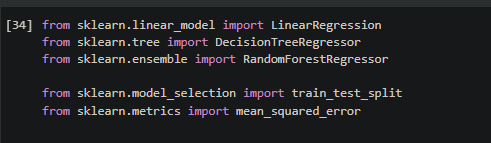 [34] from sklearn.linear_model import LinearRegression
from sklearn.tree import DecisionTreeRegressor
from sklearn.ensemble import RandomForestRegressor
from sklearn.model_selection import train_test_split
from sklearn.metrics import mean_squared_error